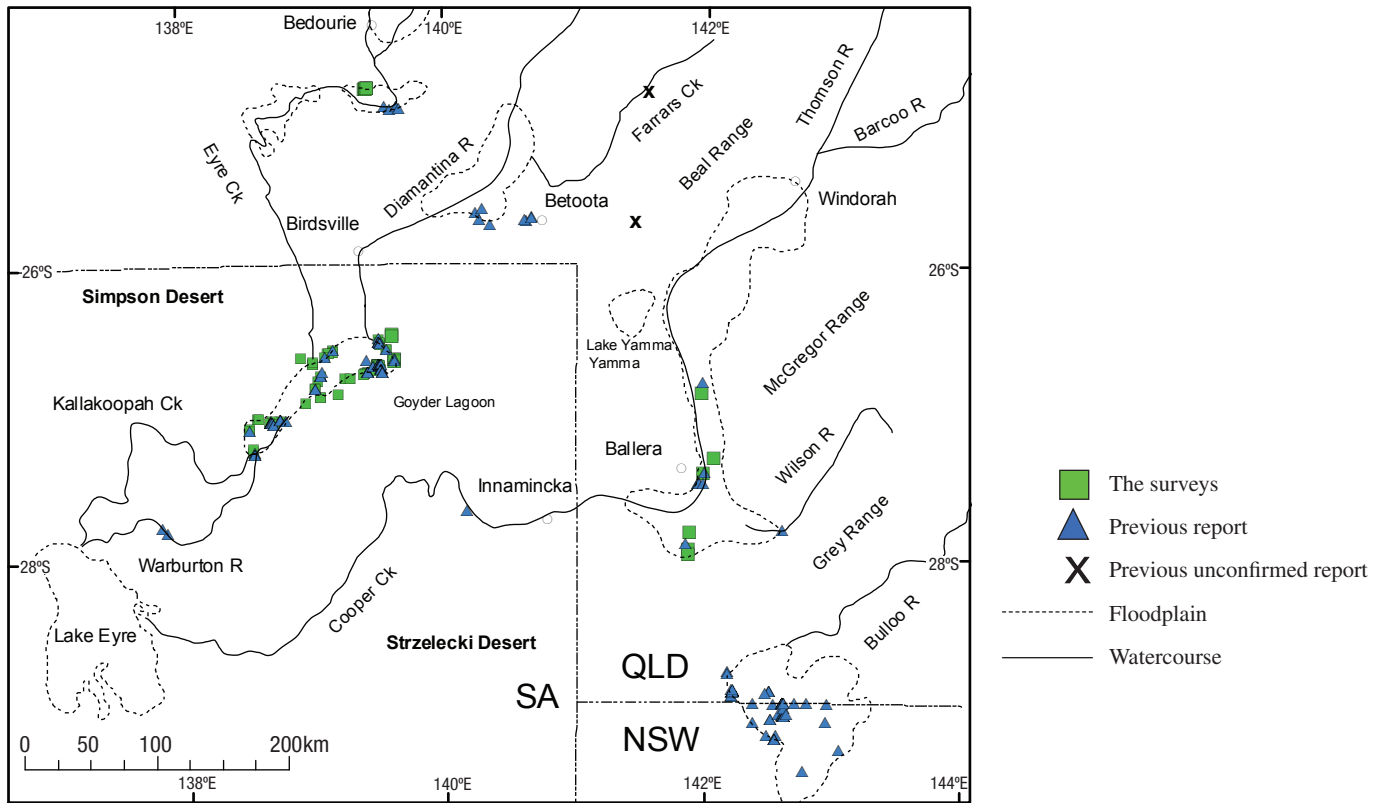 138ºE
140ºE
142ºE
Bedourie
Thomson R
Farrars Ck
Barcoo R
Beal Range
Eyre Ck
Diamantina R
Windorah
Betoota
Birdsville
26ºS
26ºS
Simpson Desert
McGregor Range
Lake Yamma
Yamma
Kallakoopah Ck
Goyder Lagoon
Ballera
Wilson R
Innamincka
Grey Range
Warburton R
28ºS
28ºS
Cooper Ck
Bulloo R
Lake Eyre
Strzelecki Desert
QLD
SA
NSW
0 50 100 200km
138ºE
140ºE
142ºE
144ºE
The surveys
Previous report
X Previous unconfirmed report
Floodplain
Watercourse
x
x